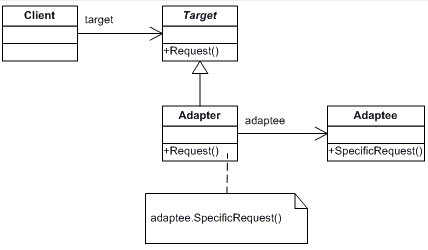 Client
target
Target
+Request()
Adapter
+Request()
adaptee
Adaptee
+SpecificRequest()
adaptee.SpecificRequest()